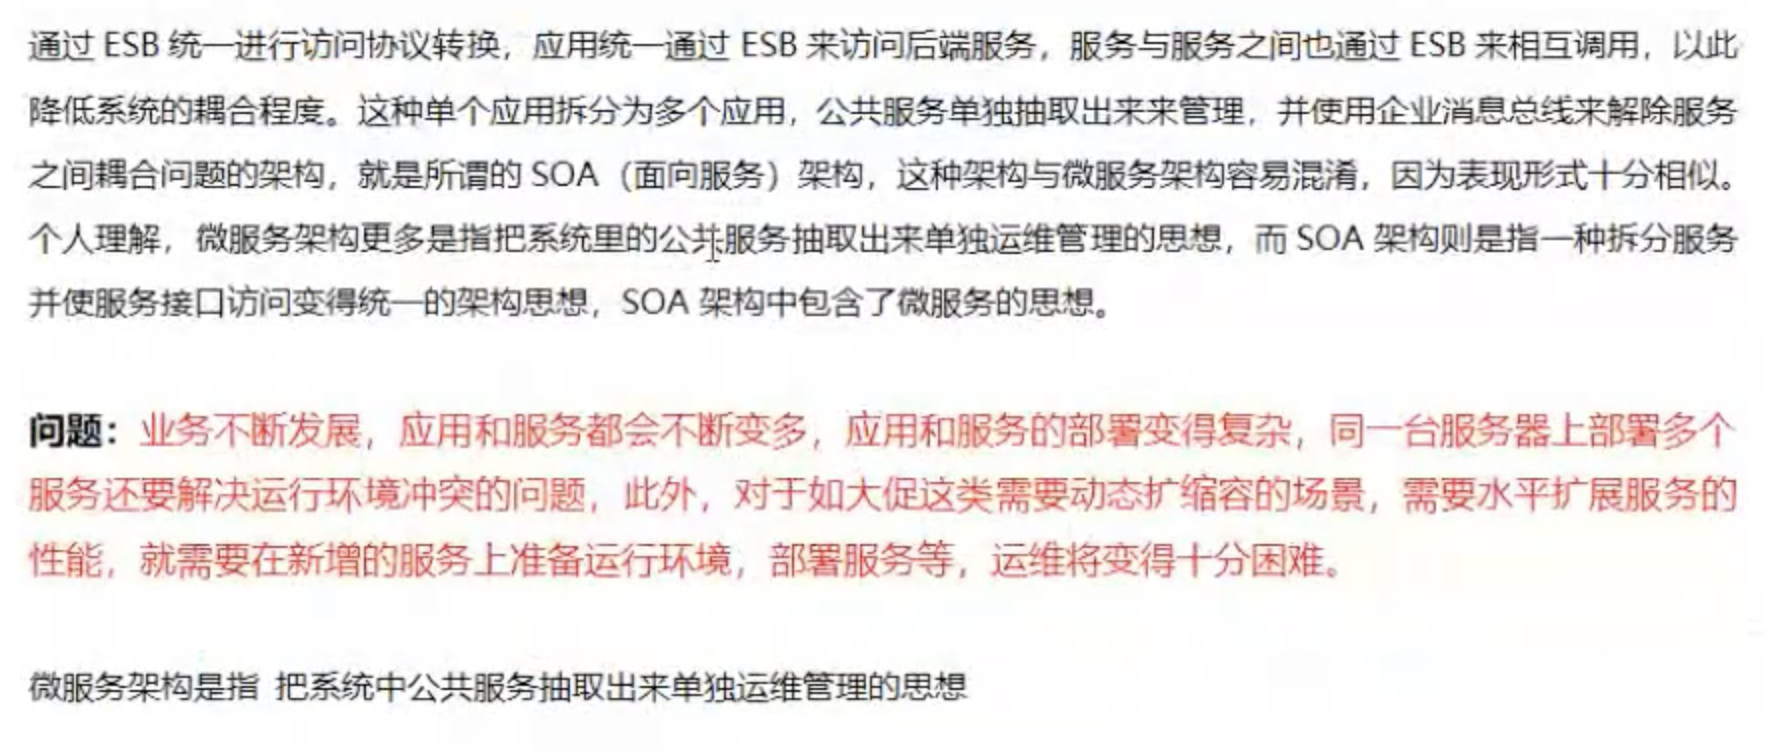 通过 ESB 统一进行访问协议转换，应用统一通过 ESB 来访问后端服务，服务与服务之间也通过 ESB 来相互调用，以此
降低系统的耦合程度。这种单个应用拆分为多个应用，公共服务单独抽取出来来管理，并使用企业消息总线来解除服务
之间耦合问题的架构，就是所谓的 SOA（面向服务）架构，这种架构与微服务架构容易混淆，因为表现形式十分相似。
个人理解，微服务架构更多是指把系统里的公共服务抽取出来单独运维管理的思想，而 SOA 架构则是指一种拆分服务
并使服务接口访问变得统一的架构思想，SOA 架构中包含了微服务的思想。
问题：业务不断发展，应用和服务都会不断变多，应用和服务的部署变得复杂，同一台服务器上部署多个
服务还要解决运行环境冲突的问题，此外，对于如大促这类需要动态扩缩容的场景，需要水平扩展服务的
性能，就需要在新增的服务上准备运行环境，部署服务等，运维将变得十分困难。
微服务架构是指 把系统中公共服务抽取出来单独运维管理的思想